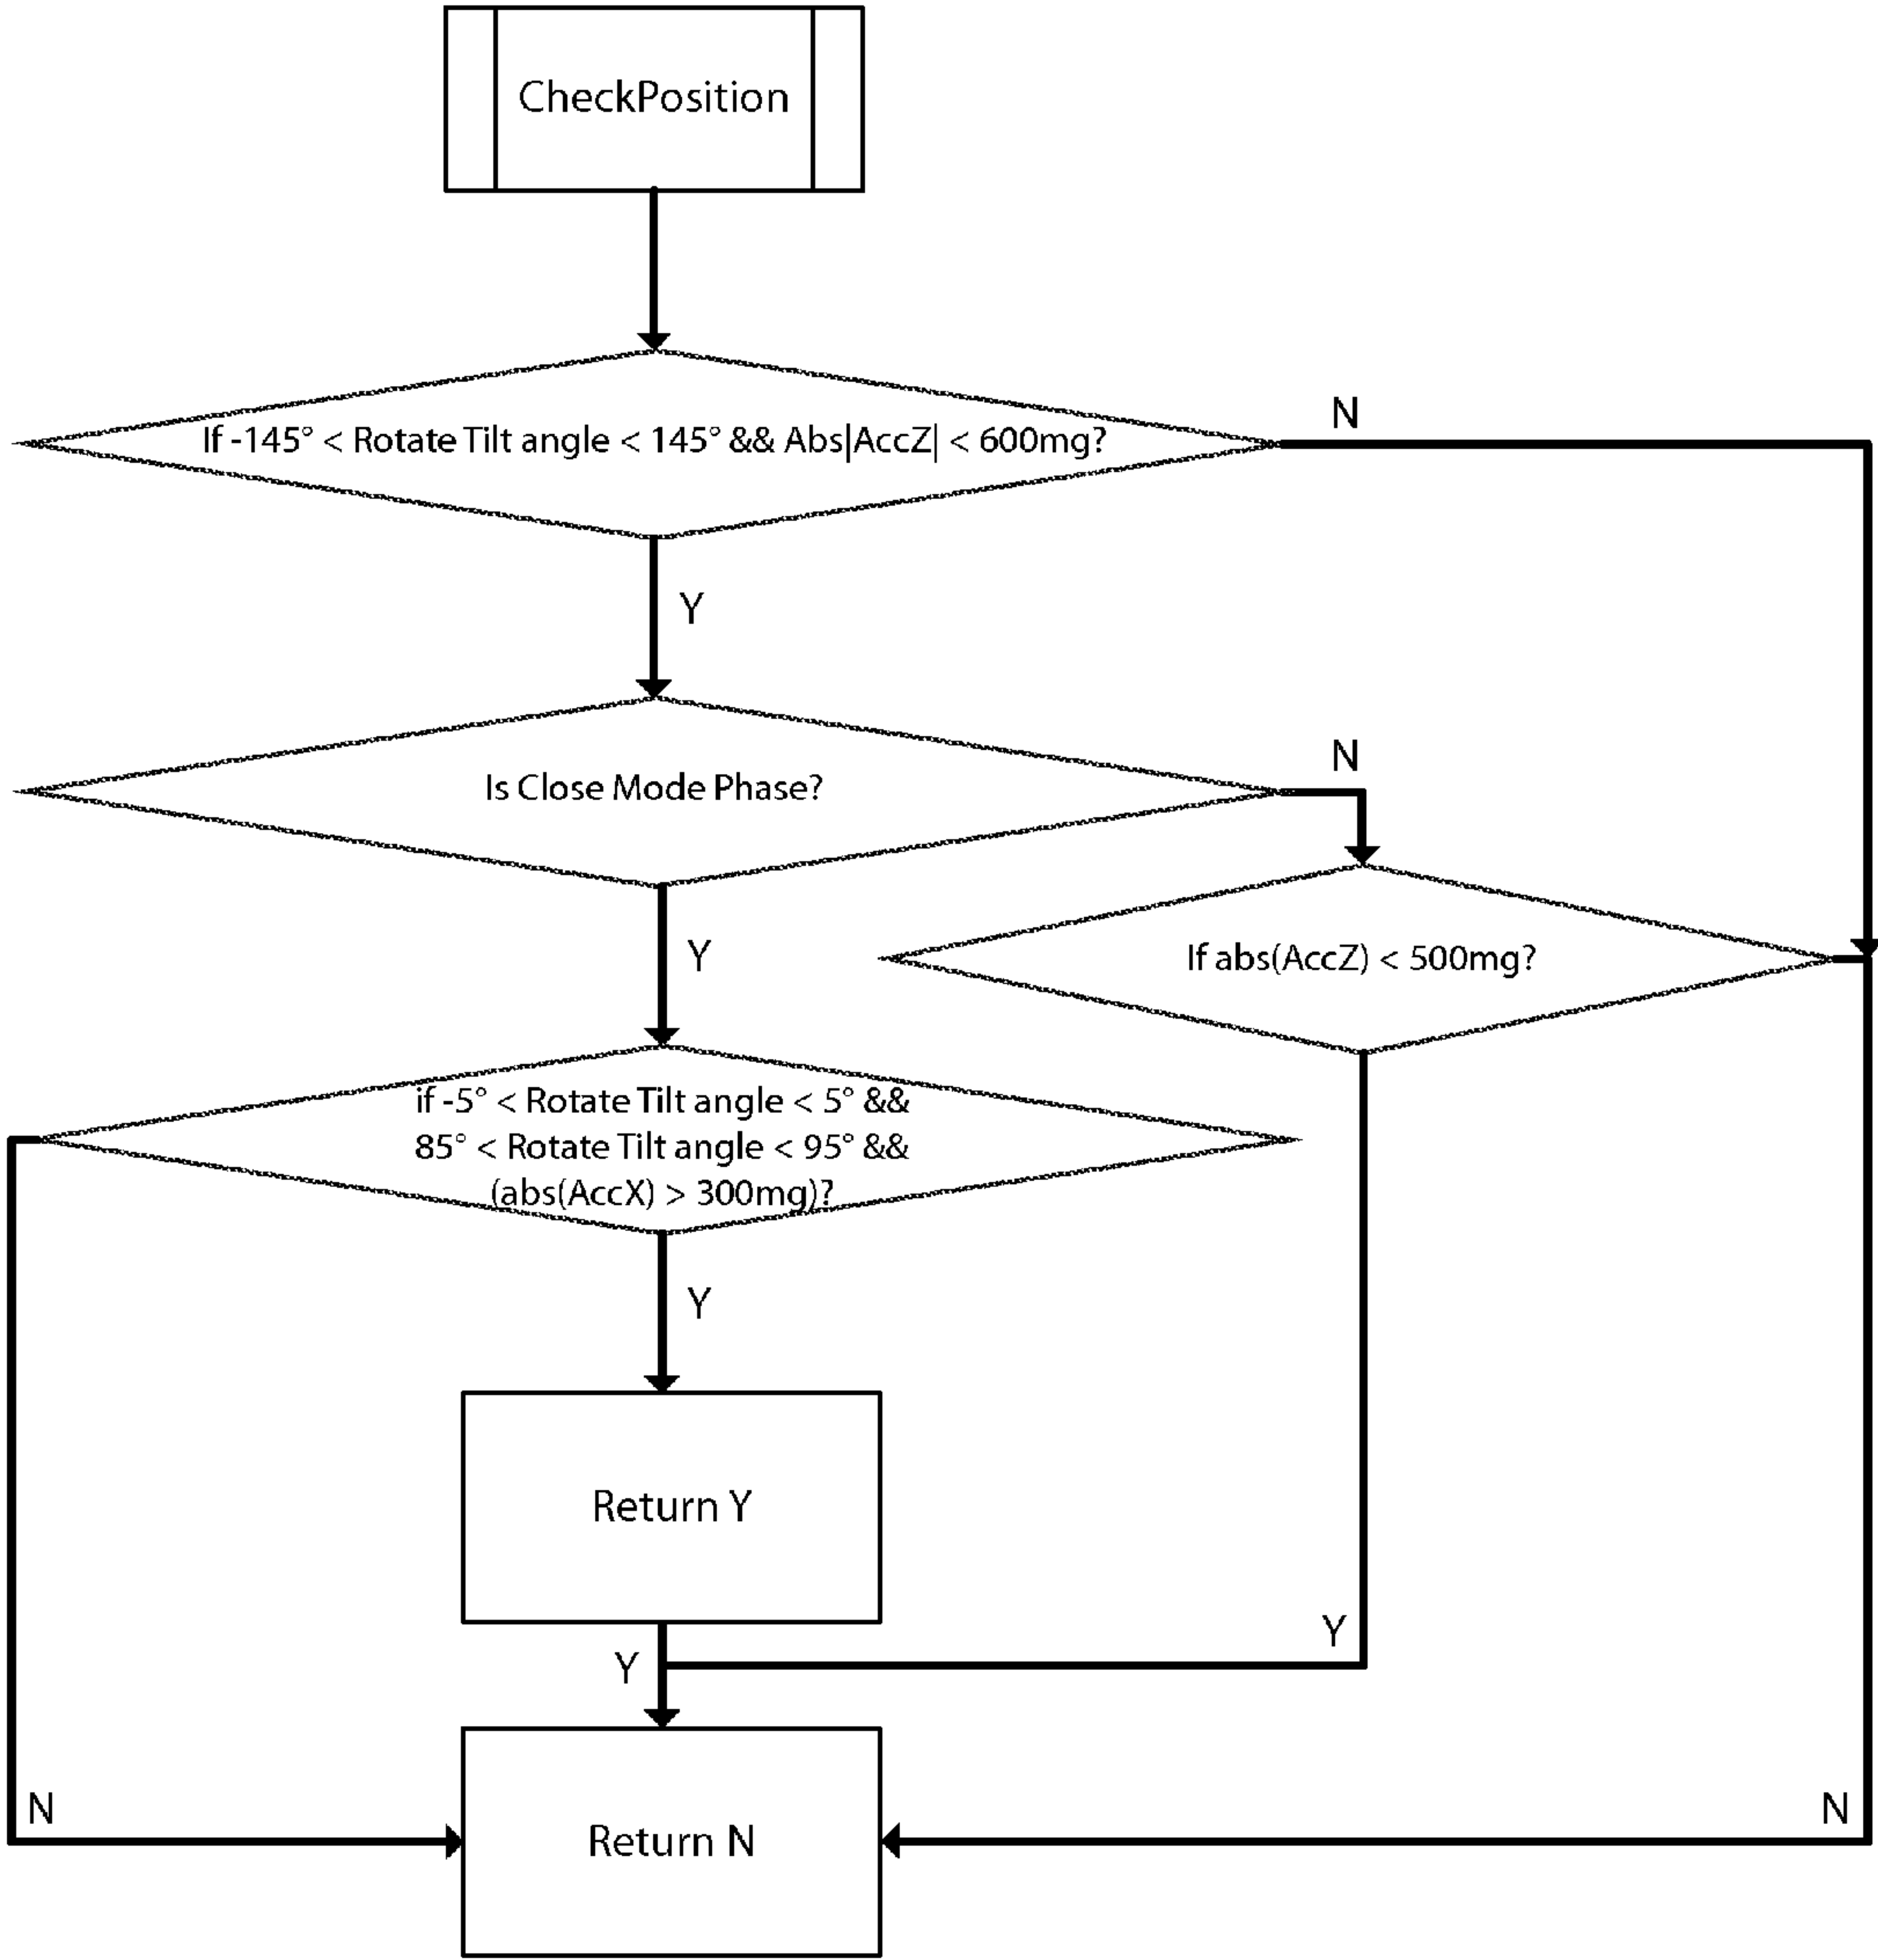 CheckPosition
If -145° < Rotate Tilt angle < 145° && Abs|AccZ| < 600mg?
N
Y
Is Close Mode Phase?
N
Y
If abs(AccZ) < 500mg?
if -5° < Rotate Tilt angle < 5° &&
85° < Rotate Tilt angle < 95° &&
(abs(AccX) > 300mg)?
Y
Return Y
Y
Y
N
Return N
N